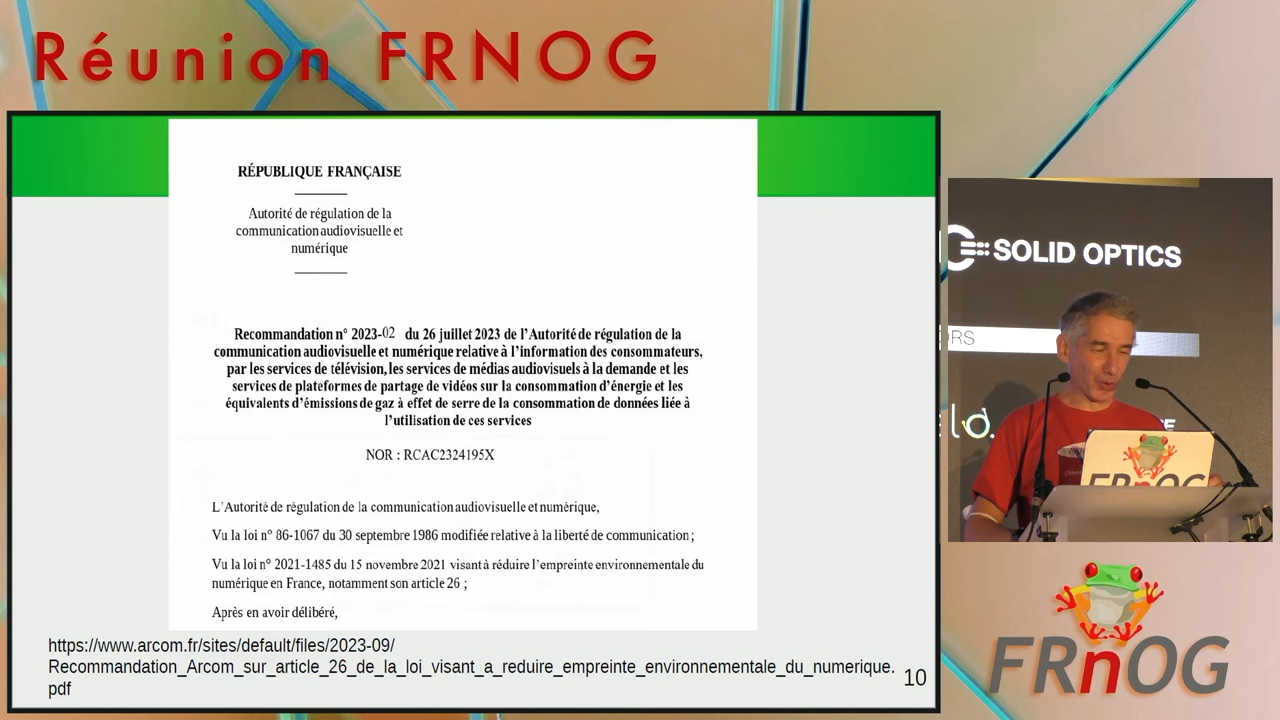 Réunion FRNOG
RÉPUBLIQUE FRANÇAISE
Autorité de régulation de la
communication audiovisuelle et
numérique
Recommandation n° 2023-02 du 26 juillet 2023 de l'Autorité de régulation de la
communication audiovisuelle et numérique relative à l'information des consommateurs,
par les services de télévision, les services de médias audiovisuels à la demande et les
services de plateformes de partage de vidéos sur la consommation d'énergie et les
équivalents d'émissions de gaz à effet de serre de la consommation de données liée à
l'utilisation de ces services
NOR : RCAC2324195X
L'Autorité de régulation de la communication audiovisuelle et numérique,
Vu la loi n° 86-1067 du 30 septembre 1986 modifiée relative à la liberté de communication ;
Vu la loi n° 2021-1485 du 15 novembre 2021 visant à réduire l'empreinte environnementale du
numérique en France, notamment son article 26 ;
Après en avoir délibéré,
https://www.arcom.fr/sites/default/files/2023-09/
Recommandation_Arcom_sur_article_26_de_la_loi_visant_a_reduire_empreinte_environnementale_du_numerique.
pdf
10
SOLID OPTICS
FRnOG
FRnOG